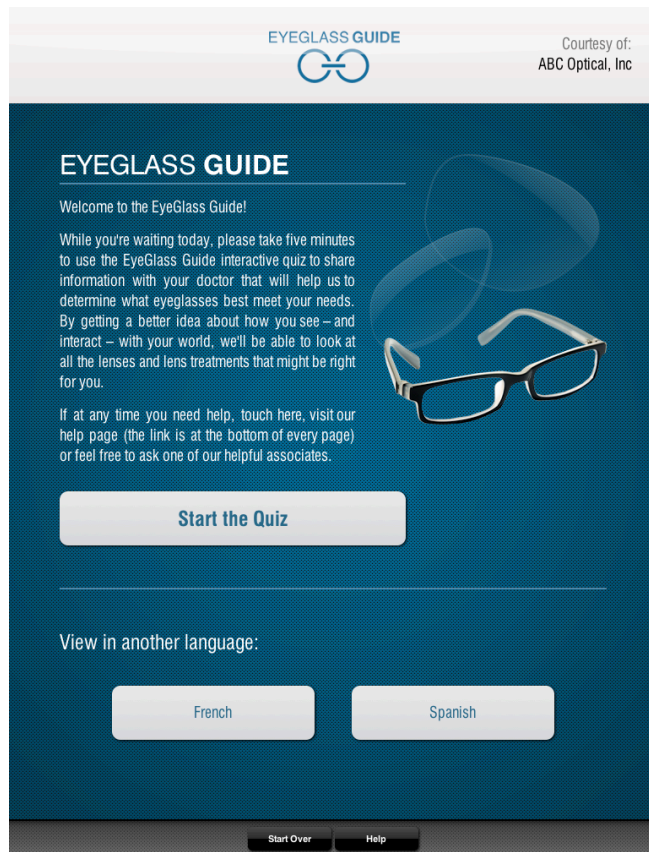 EYEGLASS GUIDE
Courtesy of:
ABC Optical, Inc
EYEGLASS GUIDE
Welcome to the EyeGlass Guide!
While you're waiting today, please take five minutes
to use the EyeGlass Guide interactive quiz to share
information with your doctor that will help us to
determine what eyeglasses best meet your needs.
By getting a better idea about how you see – and
interact – with your world, we'll be able to look at
all the lenses and lens treatments that might be right
for you.
If at any time you need help, touch here, visit our
help page (the link is at the bottom of every page)
or feel free to ask one of our helpful associates.
Start the Quiz
View in another language:
French
Spanish
Start Over
Help